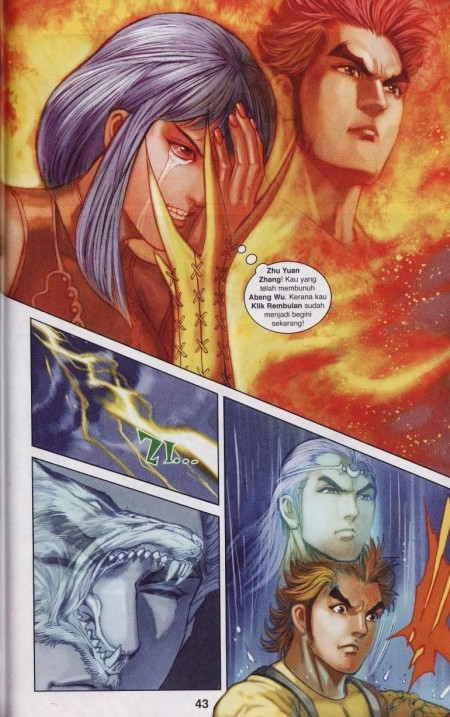 Zhu Yuan
Zhang! Kau yang
telah membunuh
Abang Wu. Kerana kau
Klik Rembulan sudah
menjadi begini
sekarang!
ZI...
43